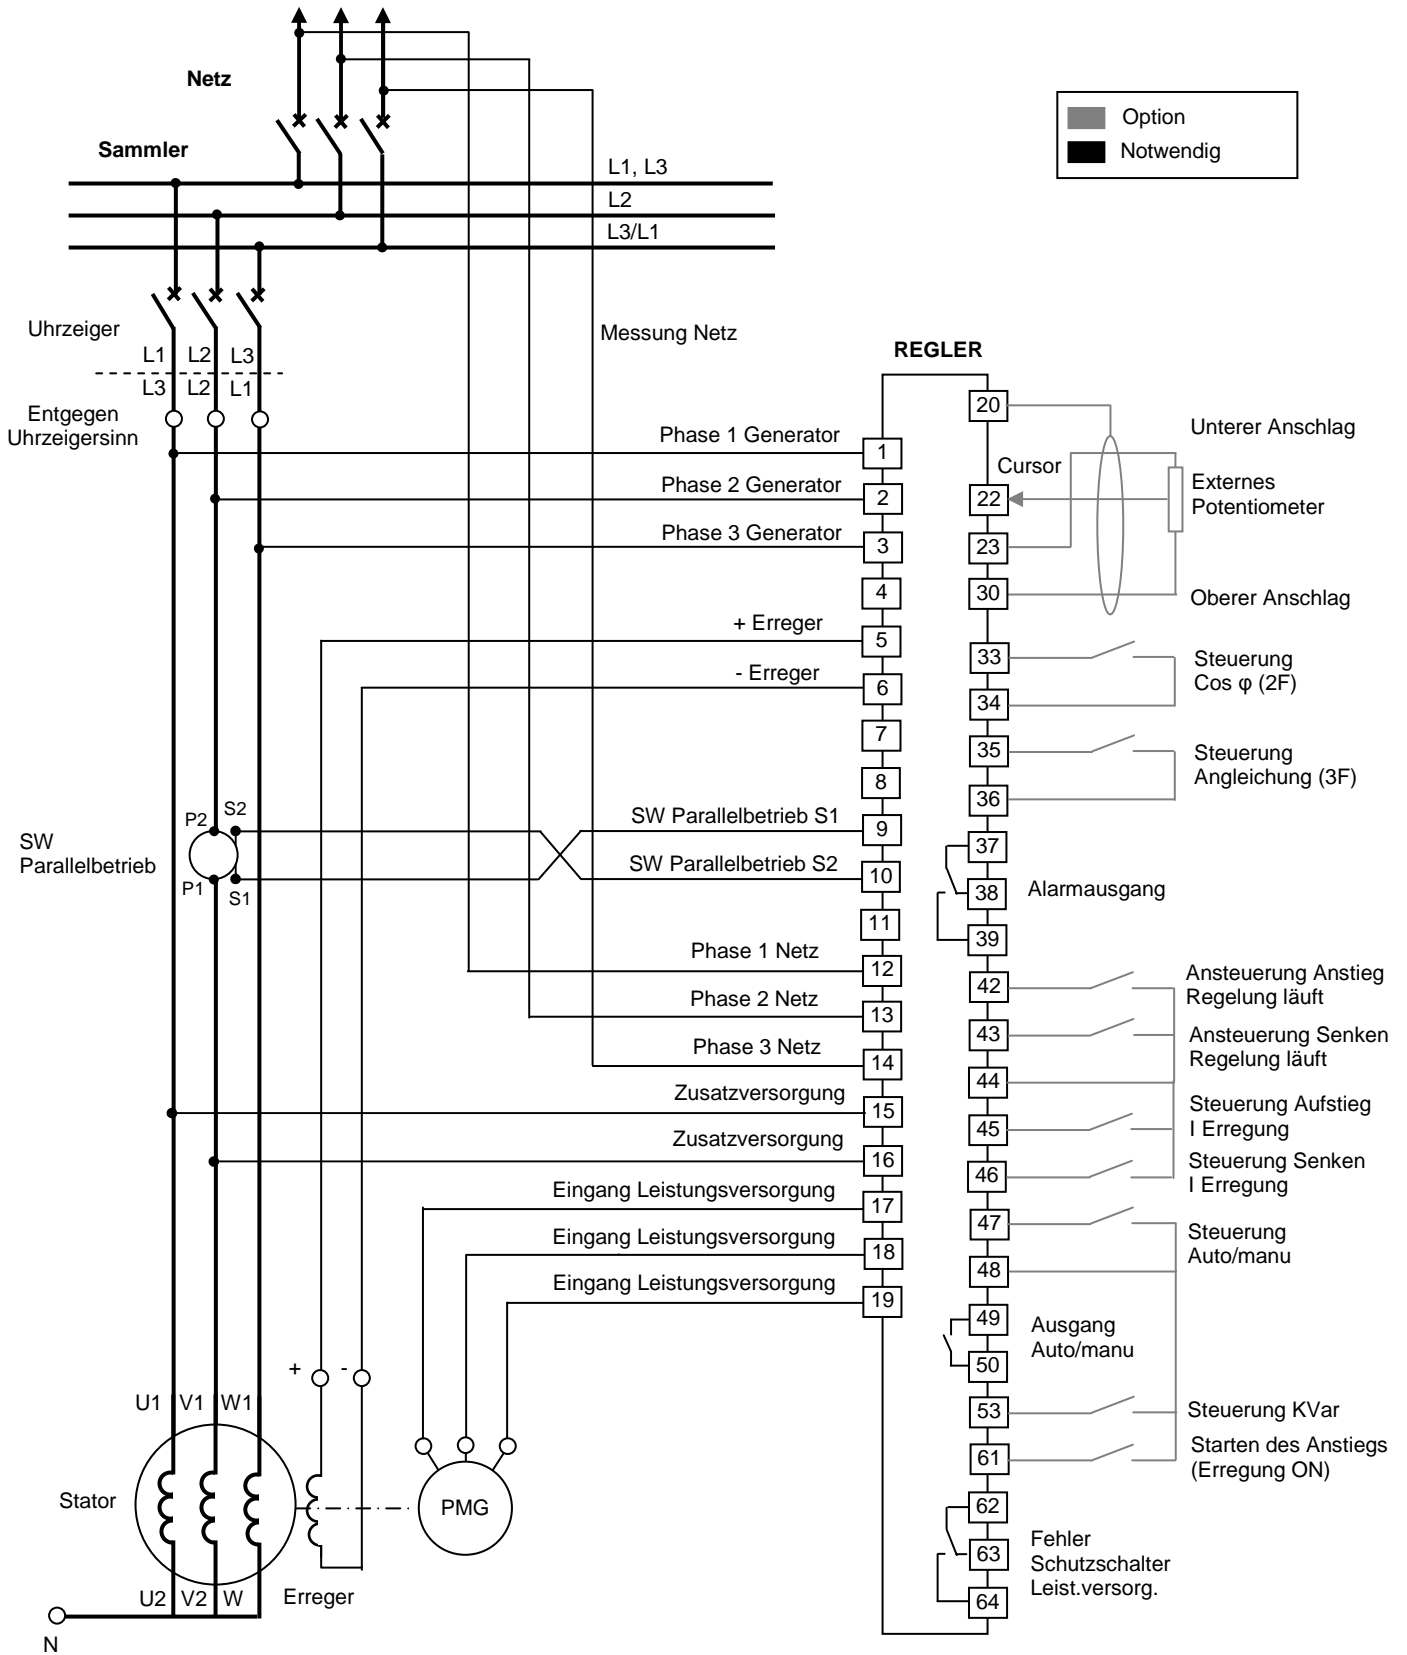 Netz
Sammler
L1, L3
L2
L3/L1
Option
Notwendig
Uhrzeiger
L1 L2 L3
L3 L2 L1
Entgegen
Uhrzeigersinn
Messung Netz
REGLER
Phase 1 Generator
1
Phase 2 Generator
2
Phase 3 Generator
3
4
+ Erreger
5
- Erreger
6
7
8
SW Parallelbetrieb S1
9
SW Parallelbetrieb S2
10
11
Phase 1 Netz
12
Phase 2 Netz
13
Phase 3 Netz
14
Zusatzversorgung
15
Zusatzversorgung
16
Eingang Leistungsversorgung
17
Eingang Leistungsversorgung
18
Eingang Leistungsversorgung
19
20
Unterer Anschlag
Cursor
22
Externes
Potentiometer
23
30
Oberer Anschlag
33
Steuerung
Cos φ (2F)
34
35
Steuerung
Angleichung (3F)
36
37
38
Alarmausgang
39
42
Ansteuerung Anstieg
Regelung läuft
43
Ansteuerung Senken
Regelung läuft
44
45
Steuerung Aufstieg
I Erregung
46
Steuerung Senken
I Erregung
47
Steuerung
Auto/manu
48
49
Ausgang
Auto/manu
50
53
Steuerung KVar
61
Starten des Anstiegs
(Erregung ON)
62
63
Fehler
Schutzschalter
Leist.versorg.
64
SW
Parallelbetrieb
P2 S2
P1 S1
+ -
U1 V1 W1
Stator
PMG
U2 V2 W
Erreger
N